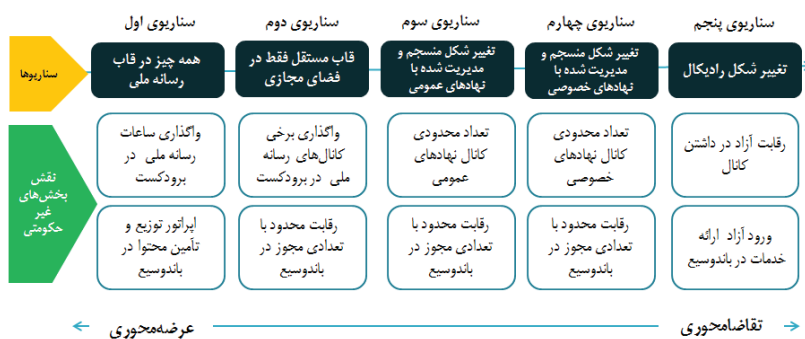 سناریوی اول
سناریوی دوم
سناریوی سوم
سناریوی چهارم
سناریوی پنجم
سناریوها
همه چیز در قاب
رسانه ملی
قاب مستقل فقط در
فضای مجازی
تغییر شکل منسجم و
مدیریت شده با
نهادهای عمومی
تغییر شکل منسجم و
مدیریت شده با
نهادهای خصوصی
تغییر شکل رادیکال
نقش
بخش‌های
غیر
حکومتی
واگذاری ساعات
رسانه ملی در
برودکست
واگذاری برخی
کانال‌های رسانه
ملی در برودکست
تعداد محدودی
کانال نهادهای
عمومی
تعداد محدودی
کانال نهادهای
خصوصی
رقابت آزاد در داشتن
کانال
اپراتور توزیع و
تأمین محتوا در
باندوسیع
رقابت محدود با
تعدادی مجوز در
باندوسیع
رقابت محدود با
تعدادی مجوز در
باندوسیع
رقابت محدود با
تعدادی مجوز در
باندوسیع
ورود آزاد ارائه
خدمات در باندوسیع
عرضه‌محوری
تقاضامحوری